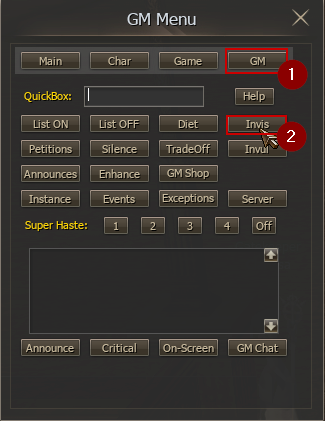 GM Menu
Main Char Game GM
1
QuickBox: Help
List ON List OFF Diet Invis
2
Petitions Silence TradeOff Invul
Announces Enhance GM Shop
Instance Events Exceptions Server
Super Haste: 1 2 3 4 Off
Announce Critical On-Screen GM Chat